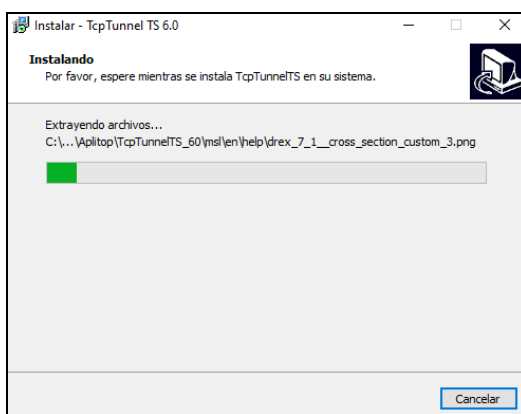 Instalar - TcpTunnel TS 6.0
Instalando
Por favor, espere mientras se instala TcpTunnelTS en su sistema.
Extrayendo archivos...
C:\...\Aplitop\TcpTunnelTS_60\msl\en\help\drex_7_1__cross_section_custom_3.png
Cancelar